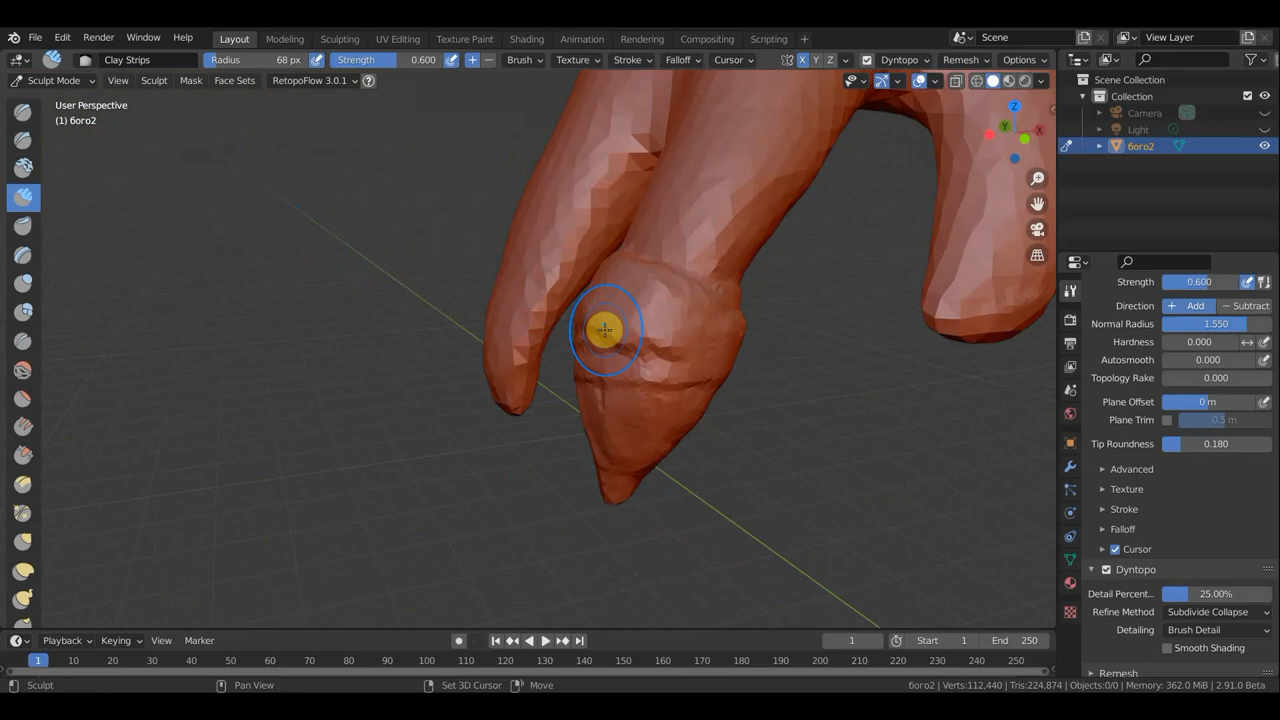 File Edit Render Window Help Layout Modeling Sculpting UV Editing Texture Paint Shading Animation Rendering Compositing Scripting + Scene View Layer
Clay Strips Radius 68 px Strength 0.600 + − Brush Texture Stroke Falloff Cursor X Y Z Dyntopo Remesh Options
Sculpt Mode View Sculpt Mask Face Sets RetopoFlow 3.0.1 ?
User Perspective
(1) бого2
Z
Y
X
Scene Collection
Collection
Camera
Light
бого2
Strength 0.600
Direction + Add − Subtract
Normal Radius 1.550
Hardness 0.000
Autosmooth 0.000
Topology Rake 0.000
Plane Offset 0 m
Plane Trim 0.5 m
Tip Roundness 0.180
Advanced
Texture
Stroke
Falloff
Cursor
Dyntopo
Detail Percent... 25.00%
Refine Method Subdivide Collapse
Detailing Brush Detail
Smooth Shading
Remesh
Playback Keying View Marker 1 Start 1 End 250
1 10 20 30 40 50 60 70 80 90 100 110 120 130 140 150 160 170 180 190 200 210 220 230 240 250
Sculpt Pan View Set 3D Cursor Move бого2 | Verts:112,440 | Tris:224,874 | Objects:0/0 | Memory: 362.0 MiB | 2.91.0 Beta